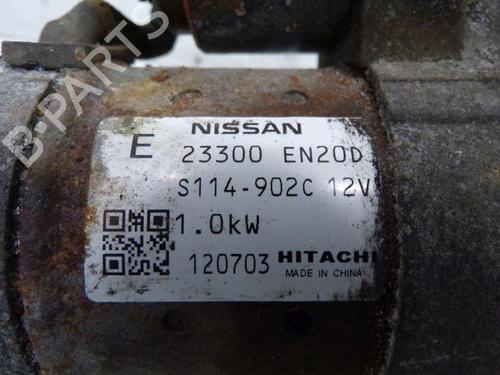 B-PARTS
E NISSAN
23300 EN20D
S114-902C 12V
1.0kW
120703 HITACHI
MADE IN CHINA